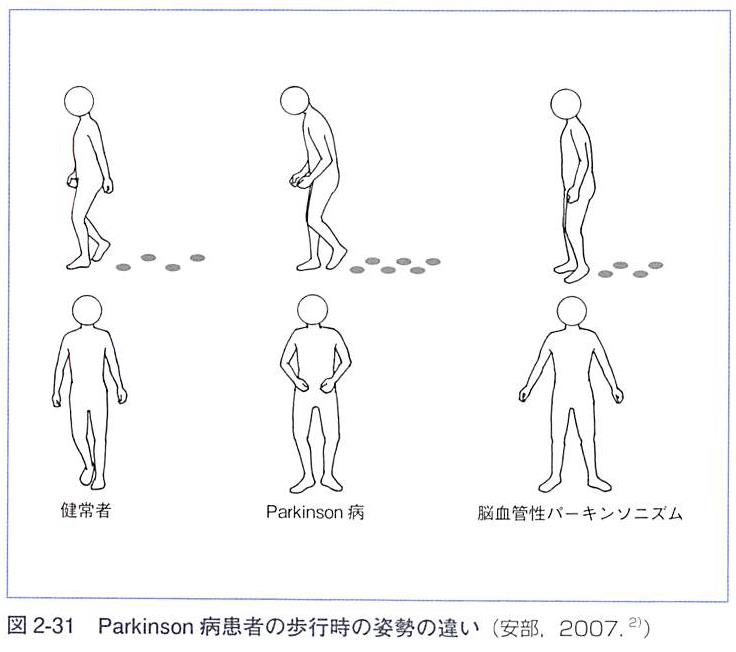 健常者
Parkinson 病
脳血管性パーキンソニズム
図 2-31 Parkinson 病患者の歩行時の姿勢の違い（安部，2007.2)）